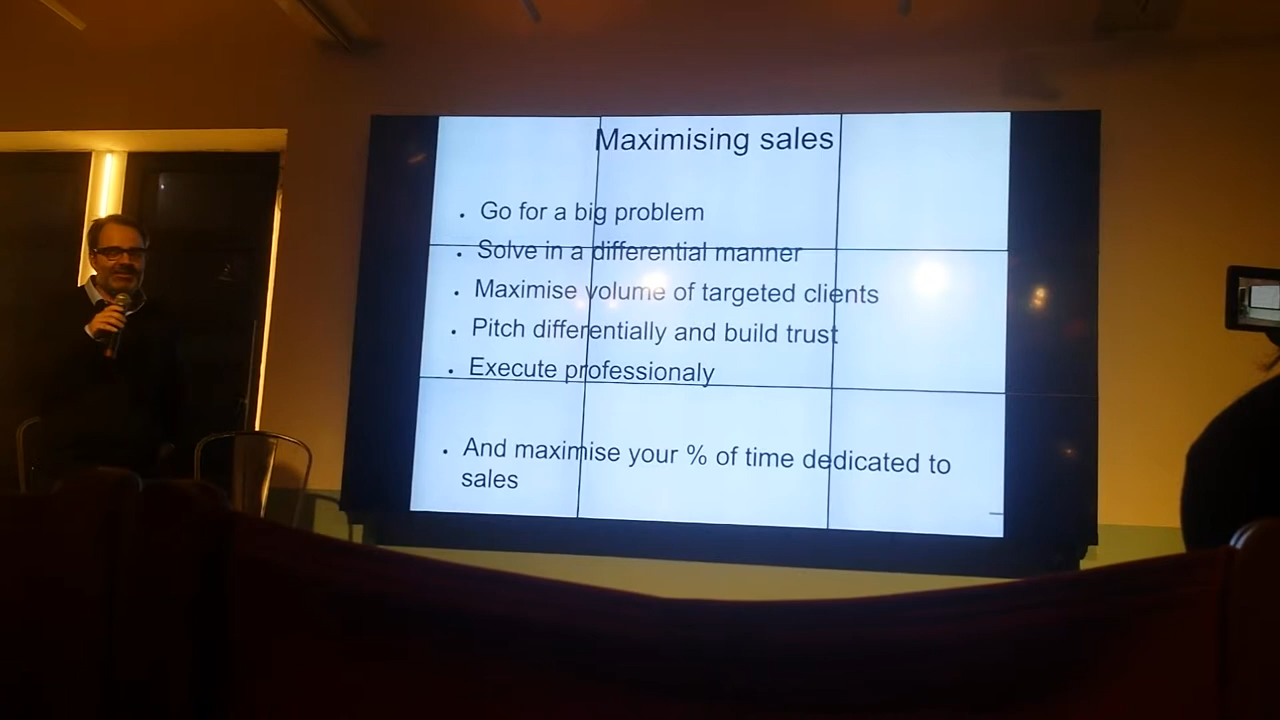 Maximising sales
• Go for a big problem
• Solve in a differential manner
• Maximise volume of targeted clients
• Pitch differentially and build trust
• Execute professionaly
• And maximise your % of time dedicated to
sales